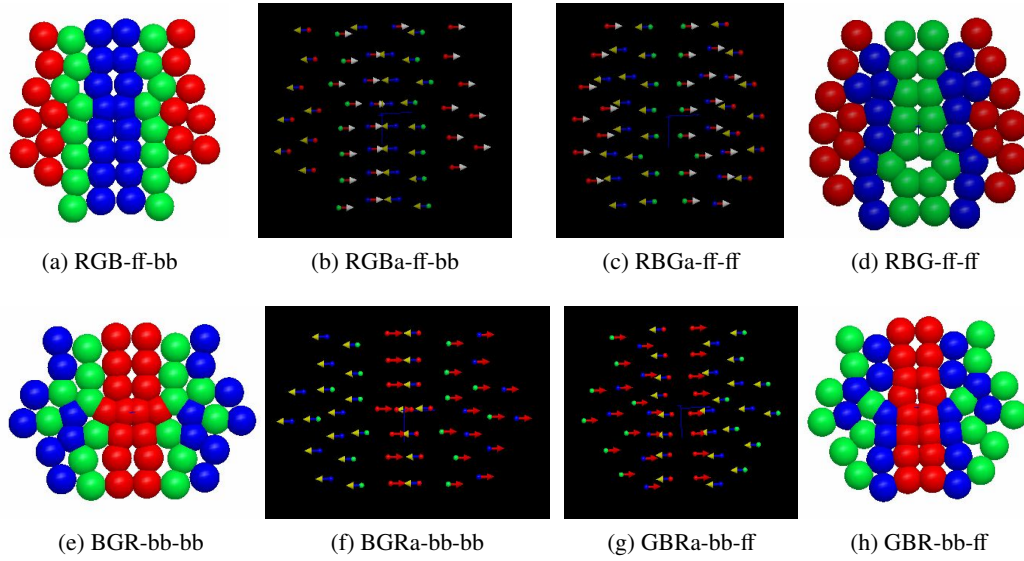 (a) RGB-ff-bb
(b) RGBa-ff-bb
(c) RBGa-ff-ff
(d) RBG-ff-ff
(e) BGR-bb-bb
(f) BGRa-bb-bb
(g) GBRa-bb-ff
(h) GBR-bb-ff